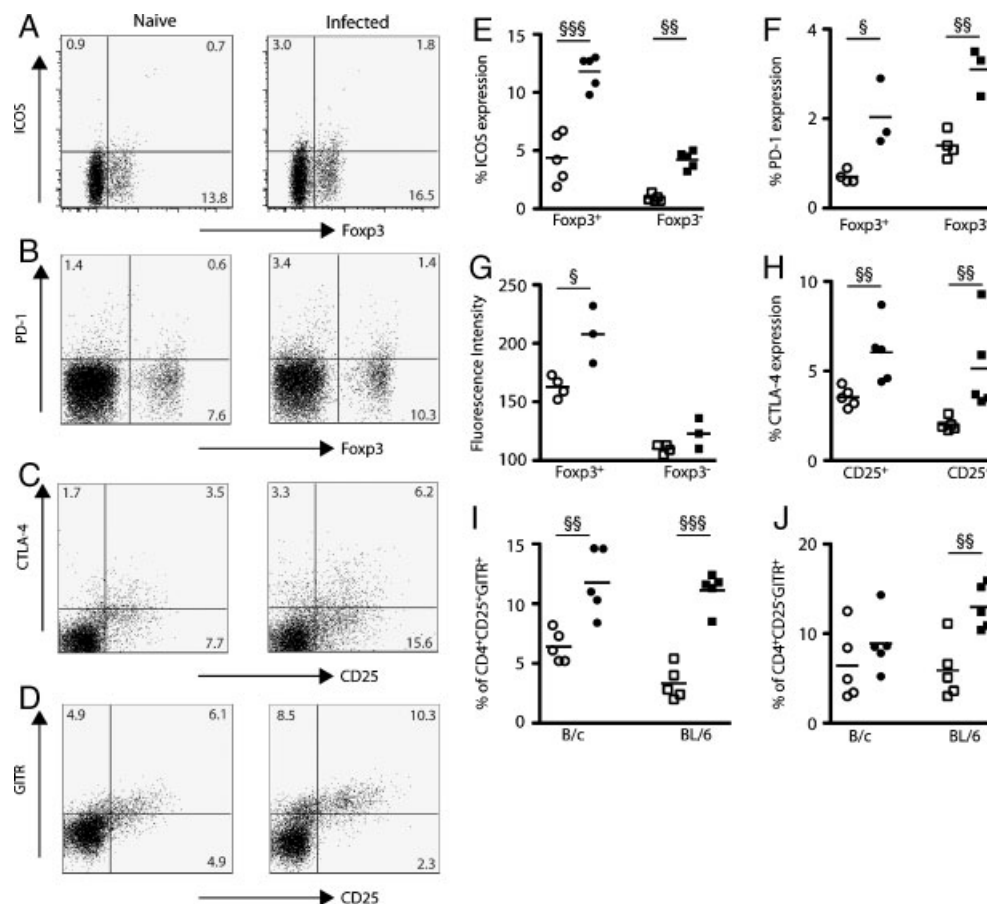 A
Naive
Infected
0.9
0.7
13.8
3.0
1.8
16.5
ICOS
Foxp3
B
1.4
0.6
7.6
3.4
1.4
10.3
PD-1
Foxp3
C
1.7
3.5
7.7
3.3
6.2
15.6
CTLA-4
CD25
D
4.9
6.1
4.9
8.5
10.3
2.3
GITR
CD25
E
§§§
§§
15
10
5
0
% ICOS expression
Foxp3+
Foxp3-
F
§
§§
4
2
0
% PD-1 expression
Foxp3+
Foxp3
G
§
250
200
150
100
Fluorescence Intensity
Foxp3+
Foxp3-
H
§§
§§
10
5
0
% CTLA-4 expression
CD25+
CD25
I
§§
§§§
15
10
5
0
% of CD4+CD25+GITR+
B/c
BL/6
J
§§
20
10
0
% of CD4+CD25-GITR+
B/c
BL/6